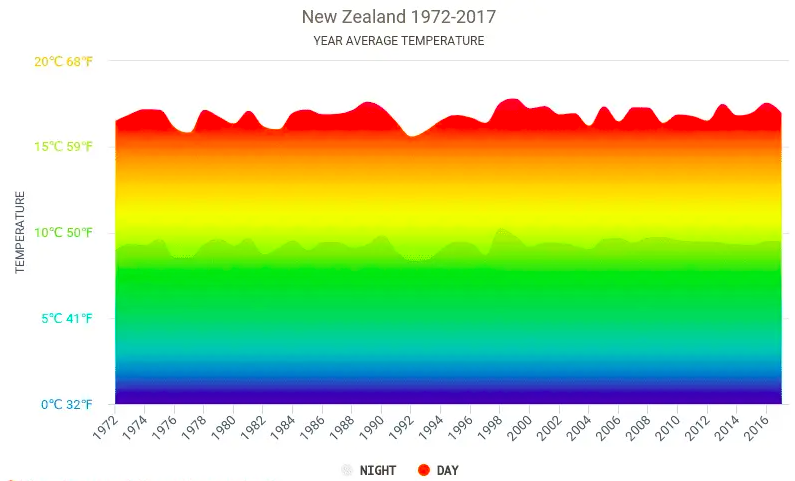 New Zealand 1972-2017
YEAR AVERAGE TEMPERATURE
20°C 68°F
15°C 59°F
10°C 50°F
5°C 41°F
0°C 32°F
TEMPERATURE
1972 1974 1976 1978 1980 1982 1984 1986 1988 1990 1992 1994 1996 1998 2000 2002 2004 2006 2008 2010 2012 2014 2016
NIGHT DAY